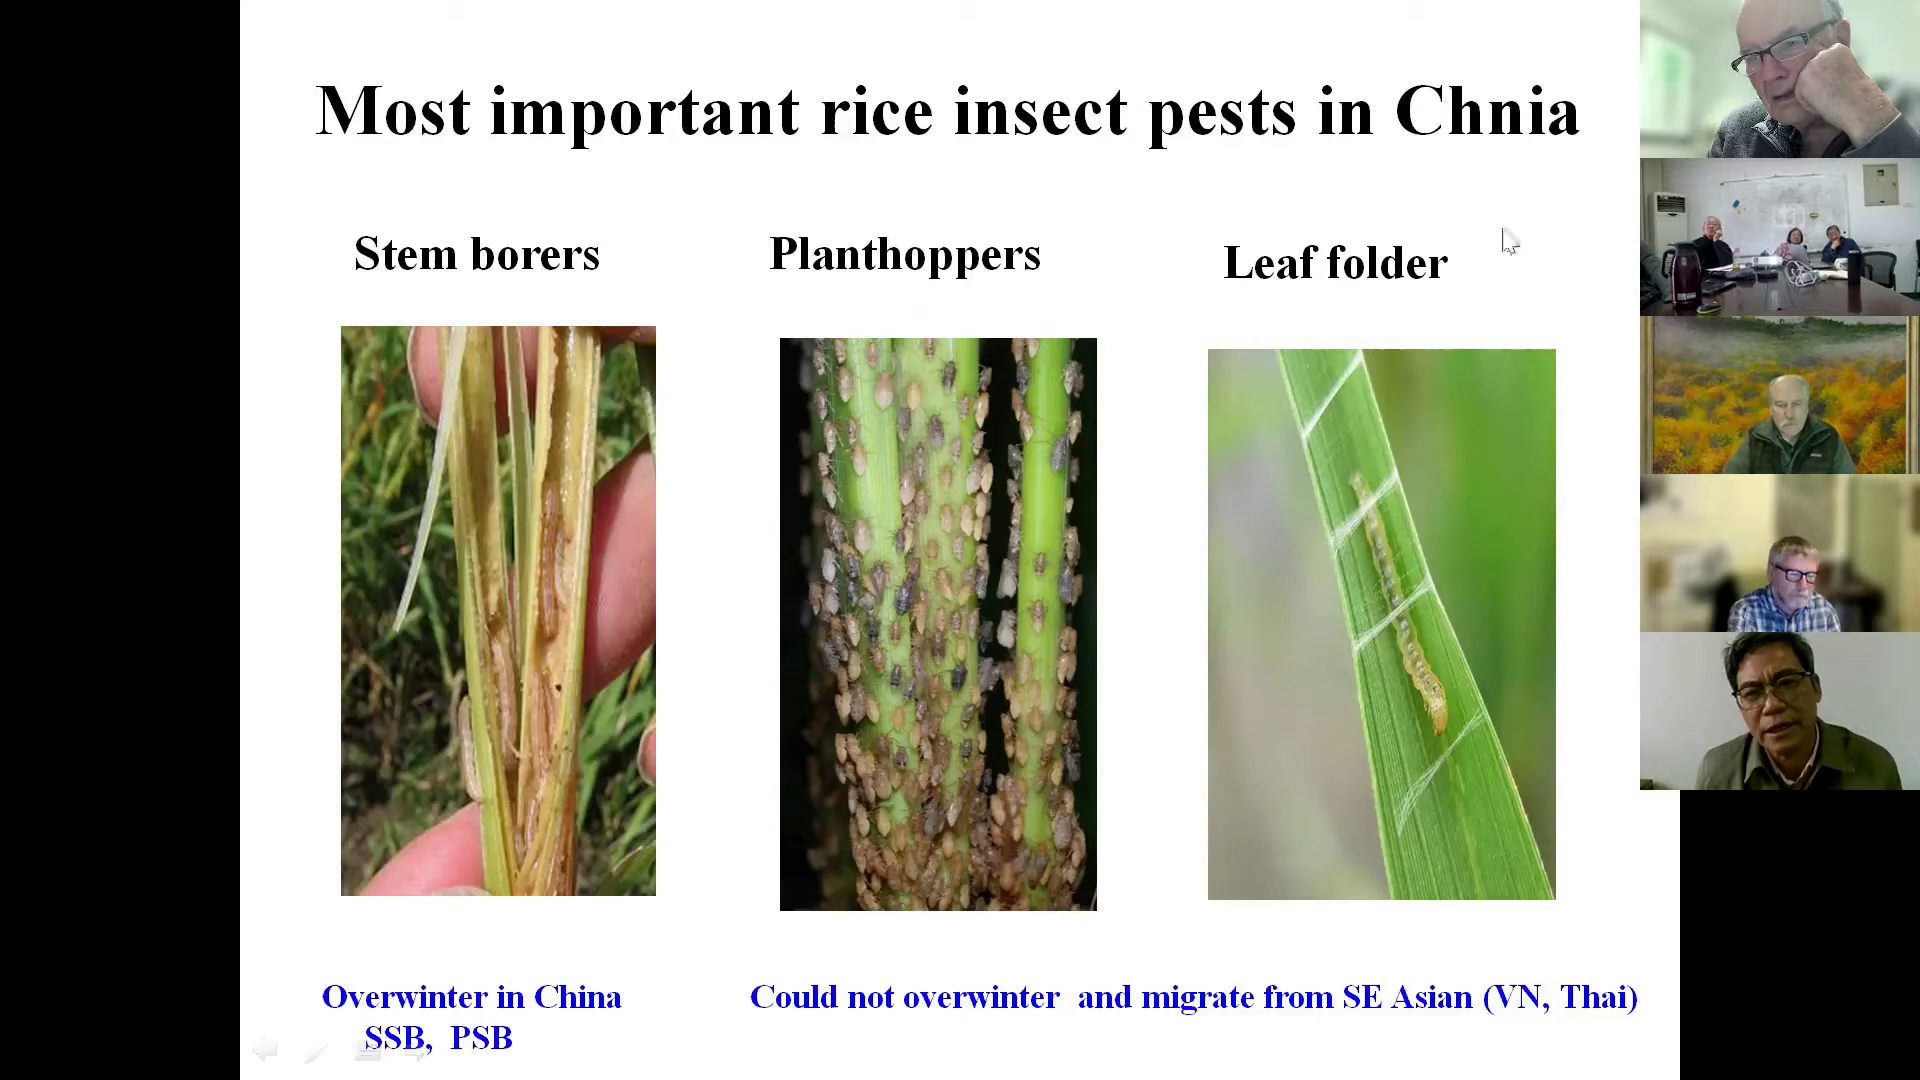 Most important rice insect pests in Chnia
Stem borers
Planthoppers
Leaf folder
Overwinter in China
SSB, PSB
Could not overwinter and migrate from SE Asian (VN, Thai)